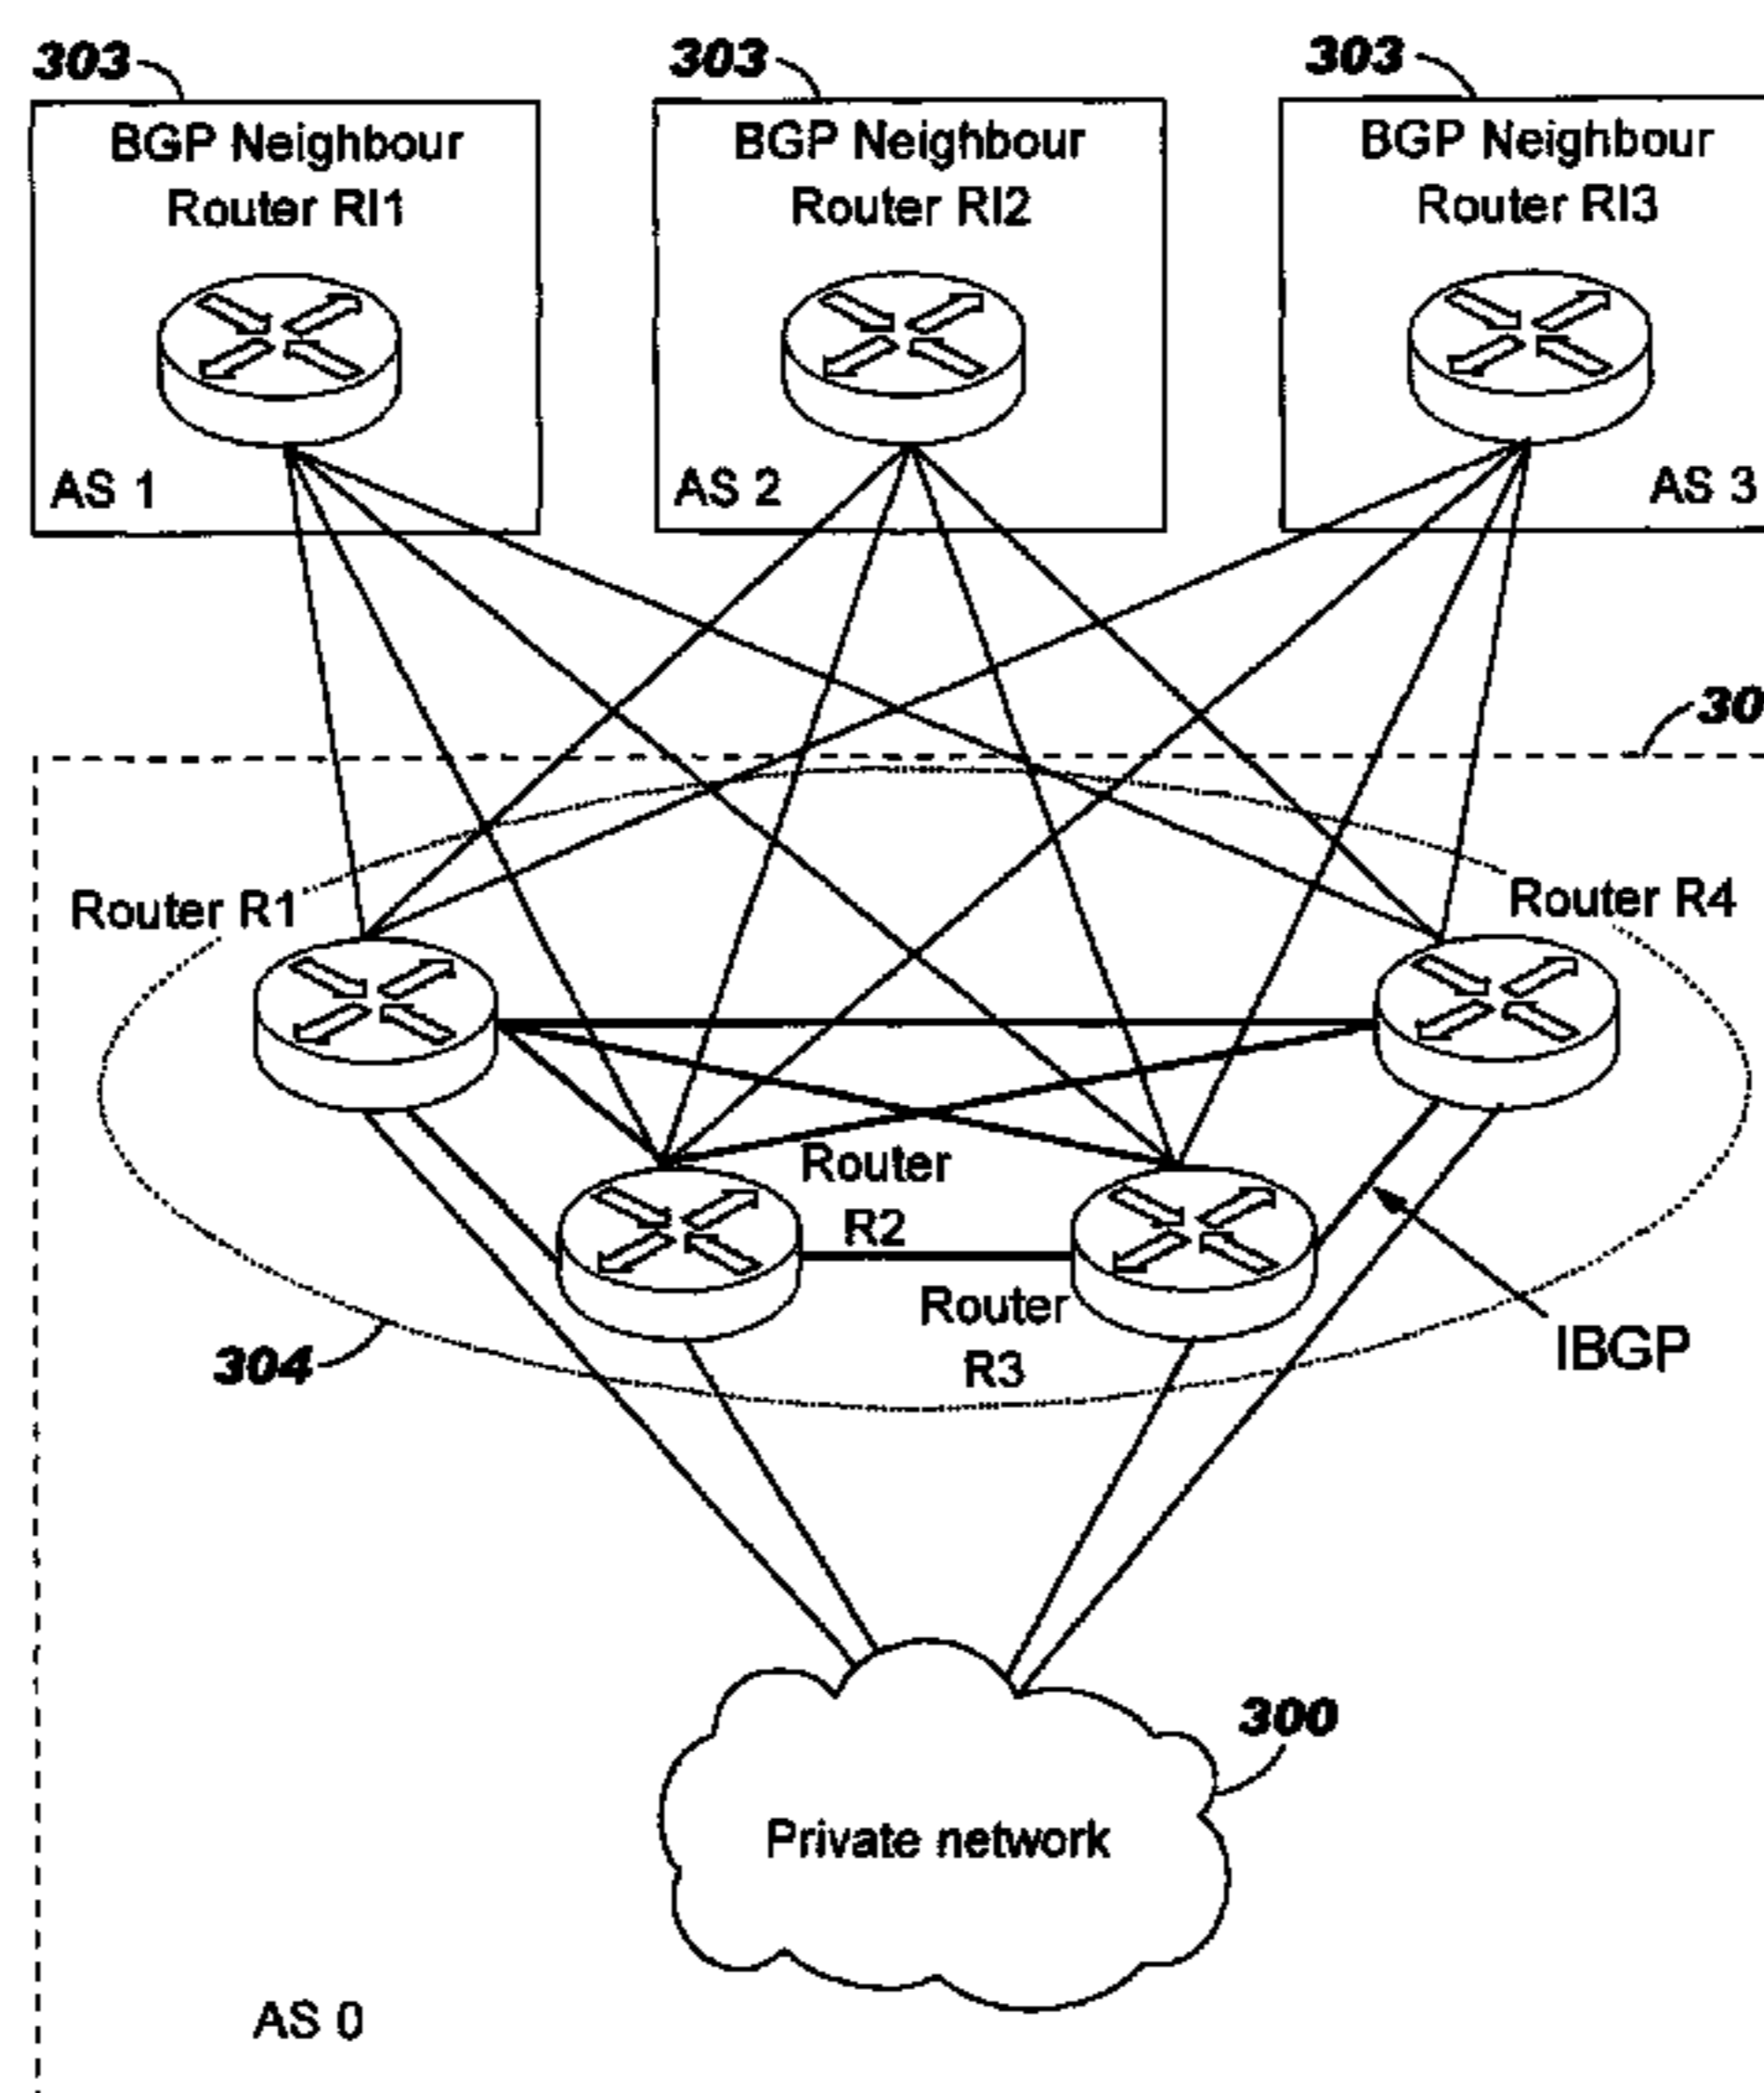 303
303
303
BGP Neighbour
Router RI1
BGP Neighbour
Router RI2
BGP Neighbour
Router RI3
AS 1
AS 2
AS 3
30
Router R1
Router R4
Router
R2
Router
R3
304
IBGP
300
Private network
AS 0